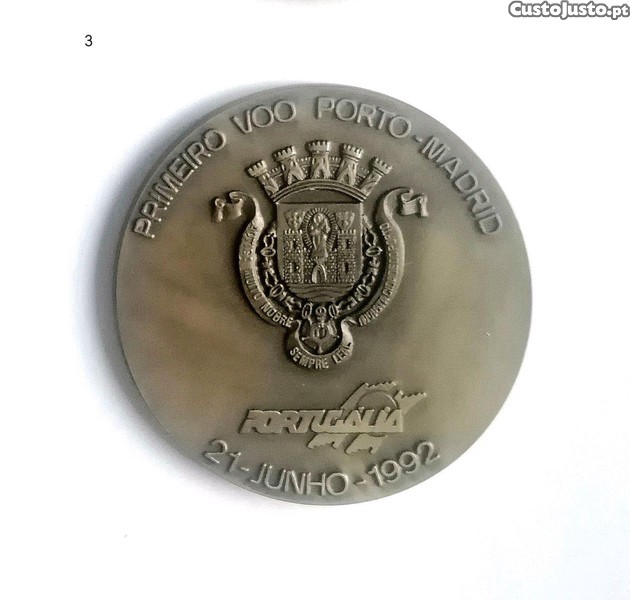 CustoJusto.pt
3
PRIMEIRO VOO PORTO-MADRID
MUITO NOBRE
SEMPRE LEAL
PORTUGÁLIA
21-JUNHO-1992